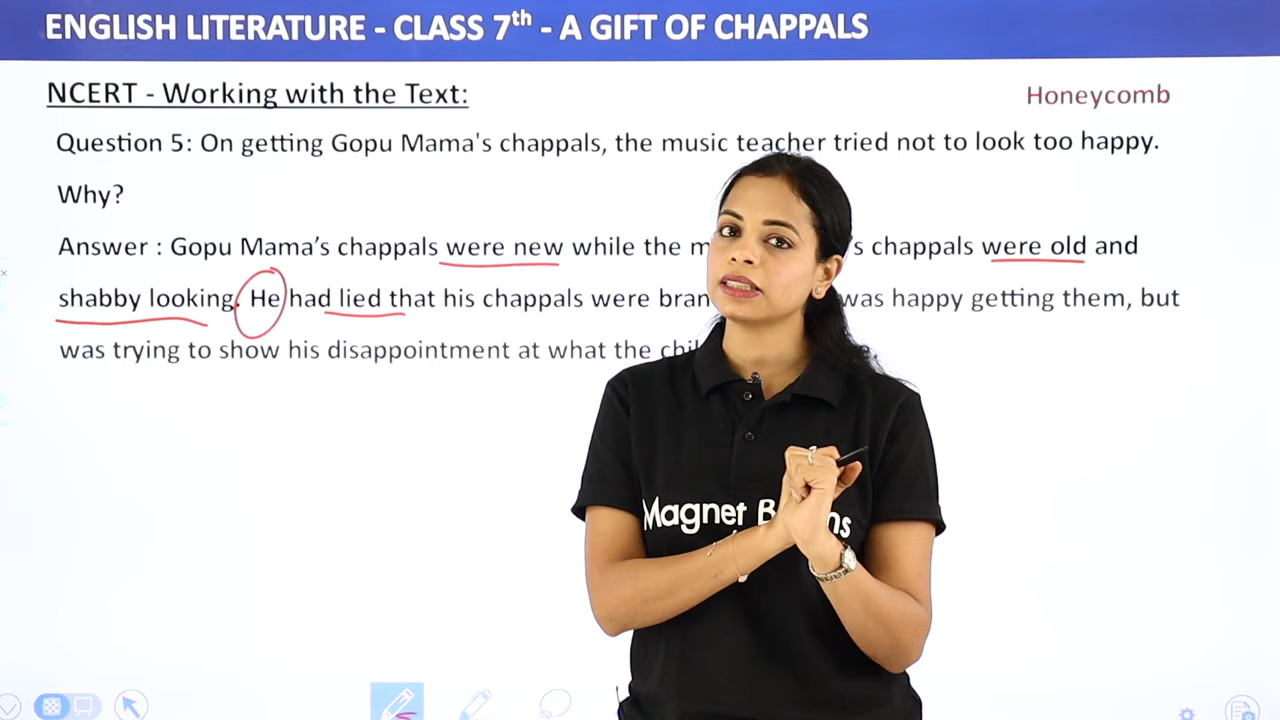 ENGLISH LITERATURE - CLASS 7th - A GIFT OF CHAPPALS
NCERT - Working with the Text:
Honeycomb
Question 5: On getting Gopu Mama's chappals, the music teacher tried not to look too happy.
Why?
Answer : Gopu Mama’s chappals were new while the chappals were old and
shabby looking. He had lied that his chappals were was happy getting them, but
was trying to show his disappointment at what the
Magnet